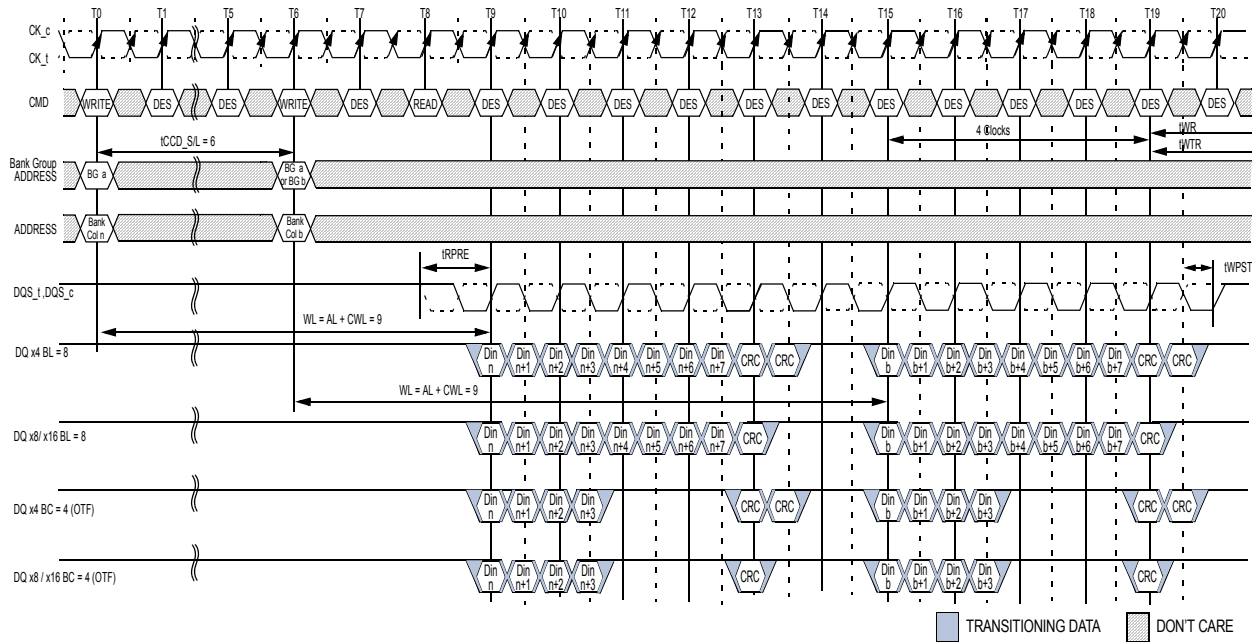 T0 T1 T5 T6 T7 T8 T9 T10 T11 T12 T13 T14 T15 T16 T17 T18 T19 T20
CK_c
CK_t
CMD WRITE DES DES WRITE DES READ DES DES DES DES DES DES DES DES DES DES DES DES
4 Clocks
tWR
tWTR
tCCD_S/L = 6
Bank Group
ADDRESS
BG a
BG a
or BG b
ADDRESS
Bank
Col n
Bank
Col b
tRPRE
tWPST
DQS_t ,DQS_c
WL = AL + CWL = 9
DQ x4 BL = 8
Din Din Din Din Din Din Din Din CRC CRC Din Din Din Din Din Din Din Din CRC CRC
n n+1 n+2 n+3 n+4 n+5 n+6 n+7 b b+1 b+2 b+3 b+4 b+5 b+6 b+7
WL = AL + CWL = 9
DQ x8/ x16 BL = 8
Din Din Din Din Din Din Din Din CRC Din Din Din Din Din Din Din Din CRC
n n+1 n+2 n+3 n+4 n+5 n+6 n+7 b b+1 b+2 b+3 b+4 b+5 b+6 b+7
DQ x4 BC = 4 (OTF)
Din Din Din Din CRC CRC Din Din Din Din CRC CRC
n n+1 n+2 n+3 b b+1 b+2 b+3
DQ x8 / x16 BC = 4 (OTF)
Din Din Din Din CRC Din Din Din Din CRC
n n+1 n+2 n+3 b b+1 b+2 b+3
TRANSITIONING DATA DON'T CARE